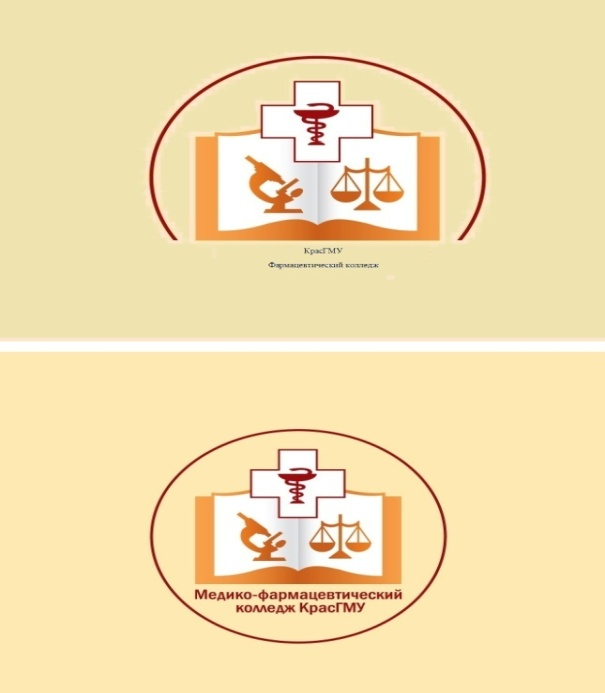 КрасГМУ
Фармацевтический колледж
Медико-фармацевтический
колледж КрасГМУ